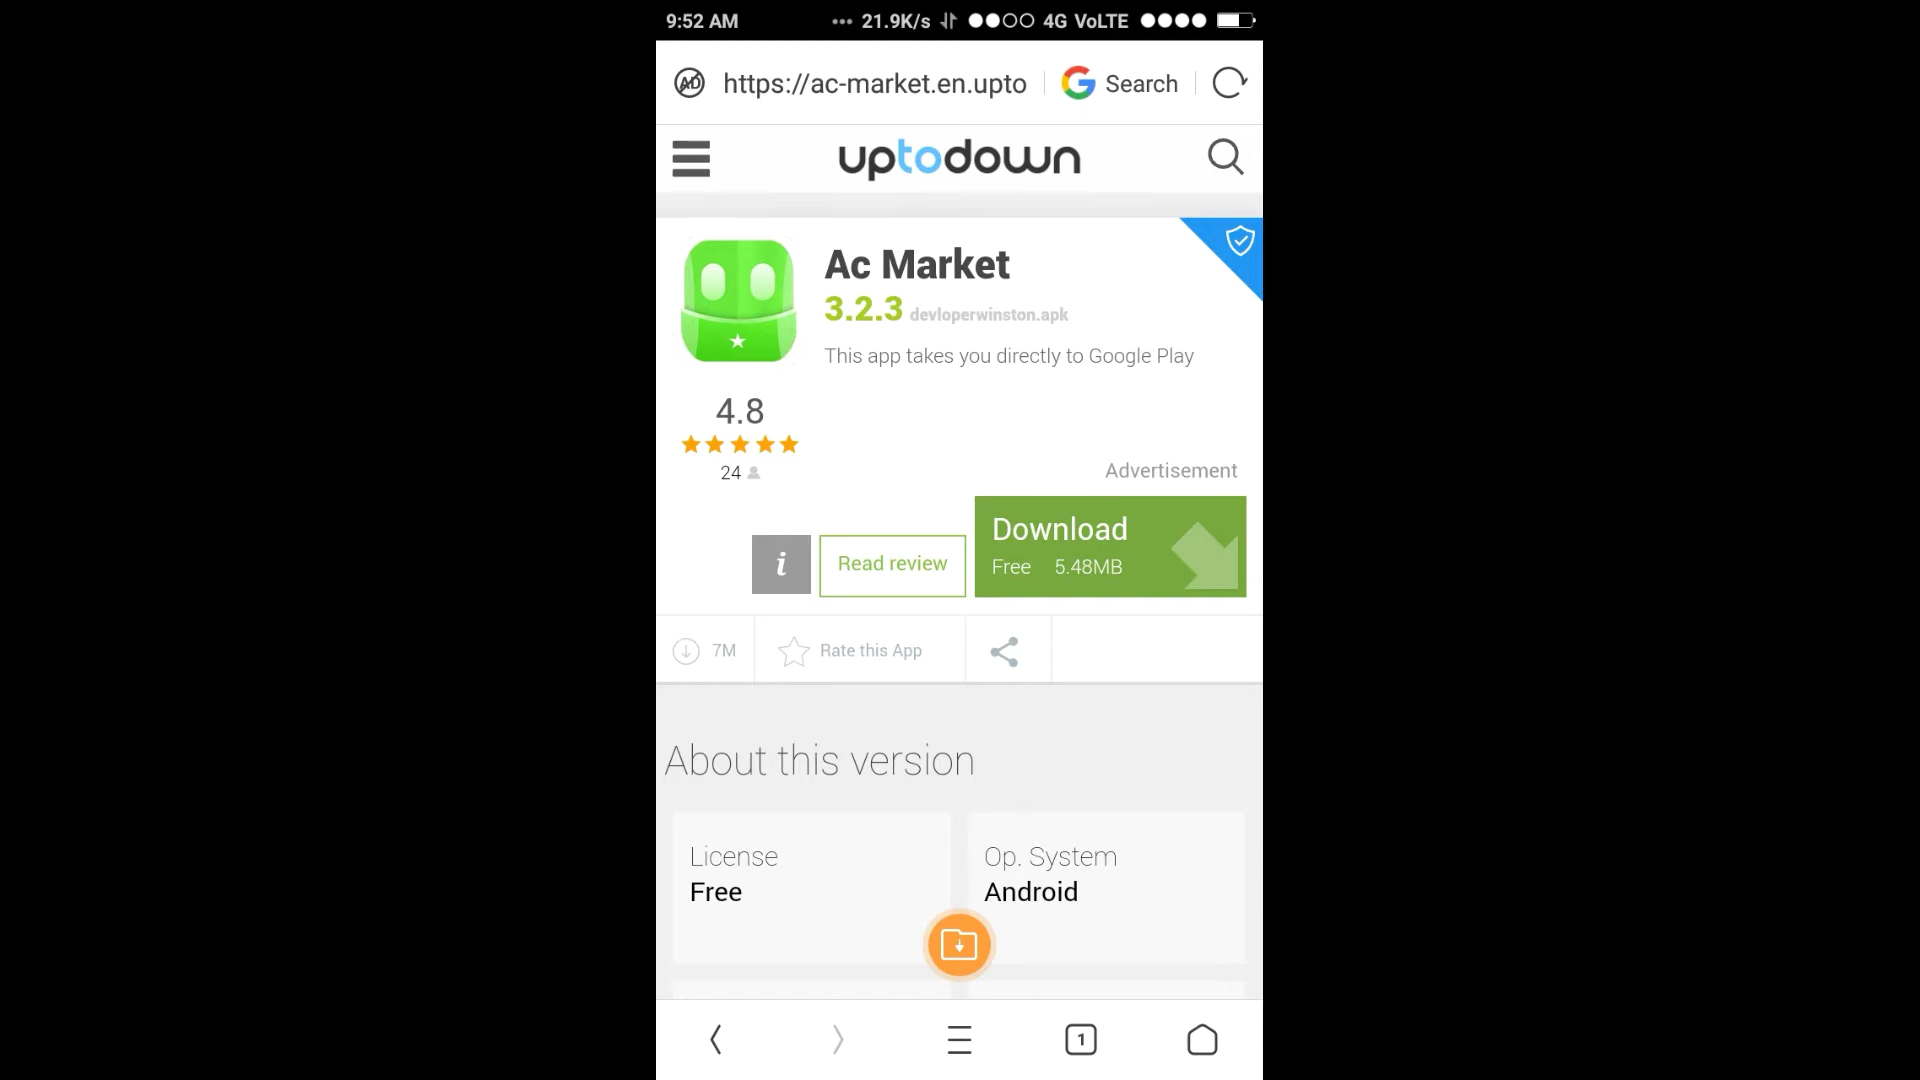 9:52 AM ... 21.9K/s 4G VoLTE
AD https://ac-market.en.upto Search
uptodown
Ac Market
3.2.3 devloperwinston.apk
This app takes you directly to Google Play
4.8
24
Advertisement
Download
i Read review Free 5.48MB
7M Rate this App
About this version
License Op. System
Free Android
1